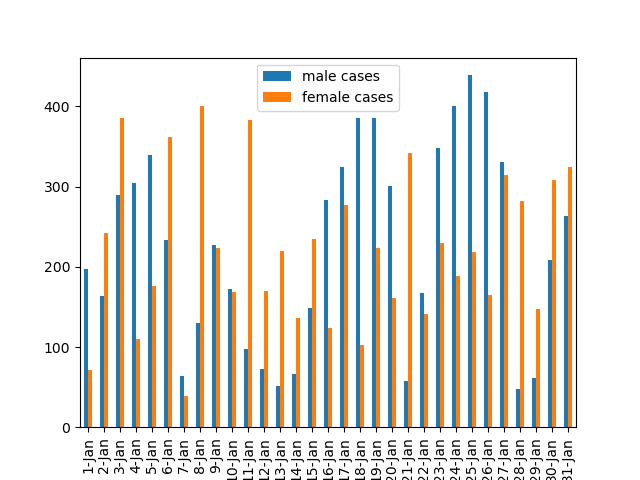 male cases
female cases
400
300
200
100
0
1-Jan
2-Jan
3-Jan
4-Jan
5-Jan
6-Jan
7-Jan
8-Jan
9-Jan
10-Jan
11-Jan
12-Jan
13-Jan
14-Jan
15-Jan
16-Jan
17-Jan
18-Jan
19-Jan
20-Jan
21-Jan
22-Jan
23-Jan
24-Jan
25-Jan
26-Jan
27-Jan
28-Jan
29-Jan
30-Jan
31-Jan